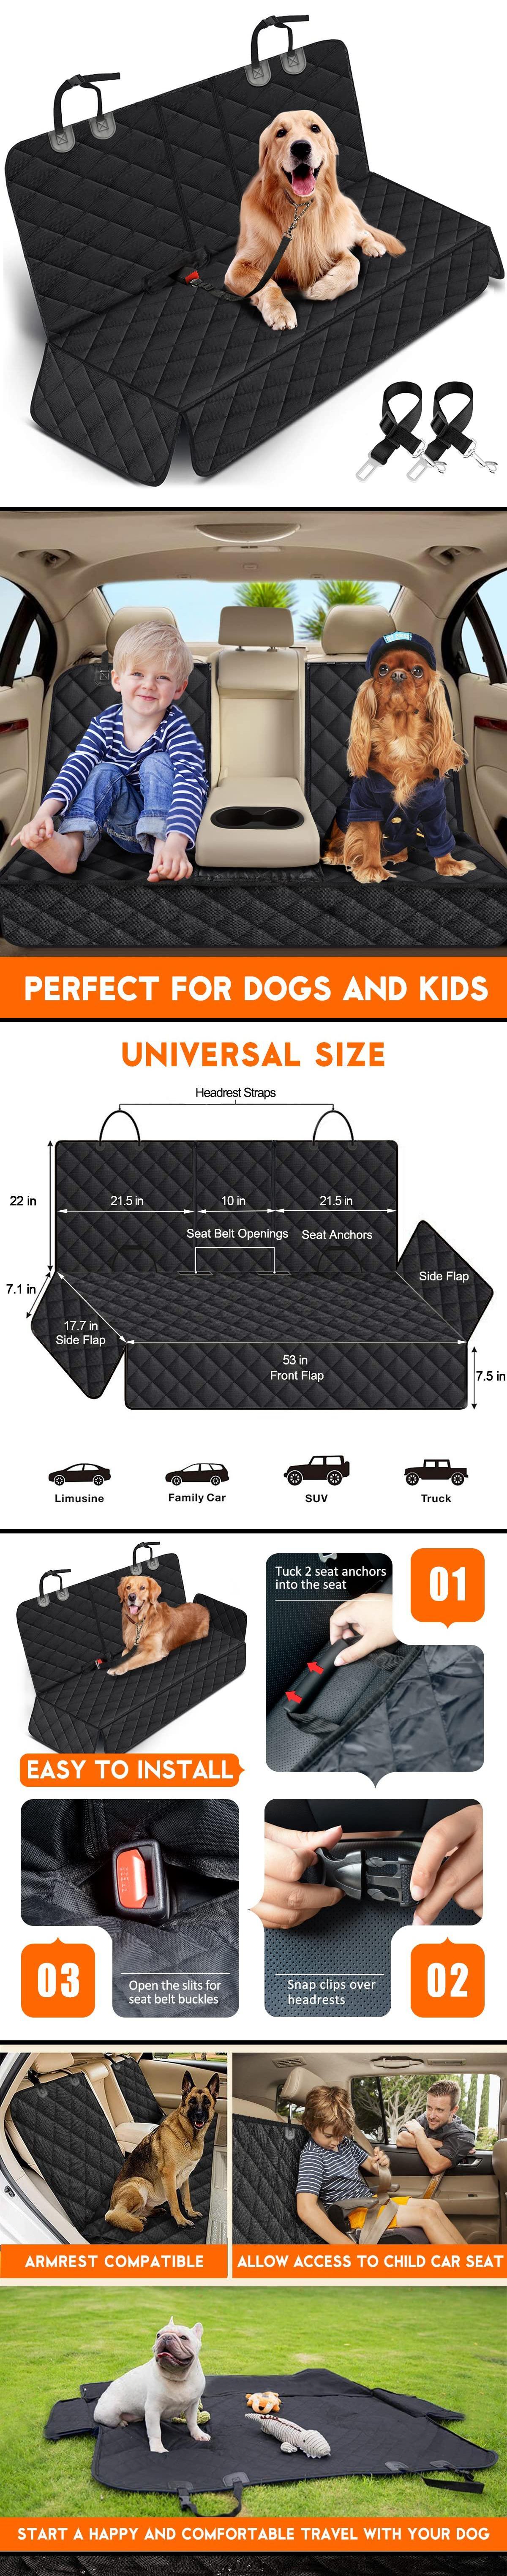 PERFECT FOR DOGS AND KIDS
UNIVERSAL SIZE
Headrest Straps
22 in
21.5 in
10 in
21.5 in
Seat Belt Openings
Seat Anchors
Side Flap
7.1 in
17.7 in
Side Flap
53 in
Front Flap
7.5 in
Limusine
Family Car
SUV
Truck
EASY TO INSTALL
Tuck 2 seat anchors
into the seat
01
03
Open the slits for
seat belt buckles
Snap clips over
headrests
02
ARMREST COMPATIBLE
ALLOW ACCESS TO CHILD CAR SEAT
START A HAPPY AND COMFORTABLE TRAVEL WITH YOUR DOG